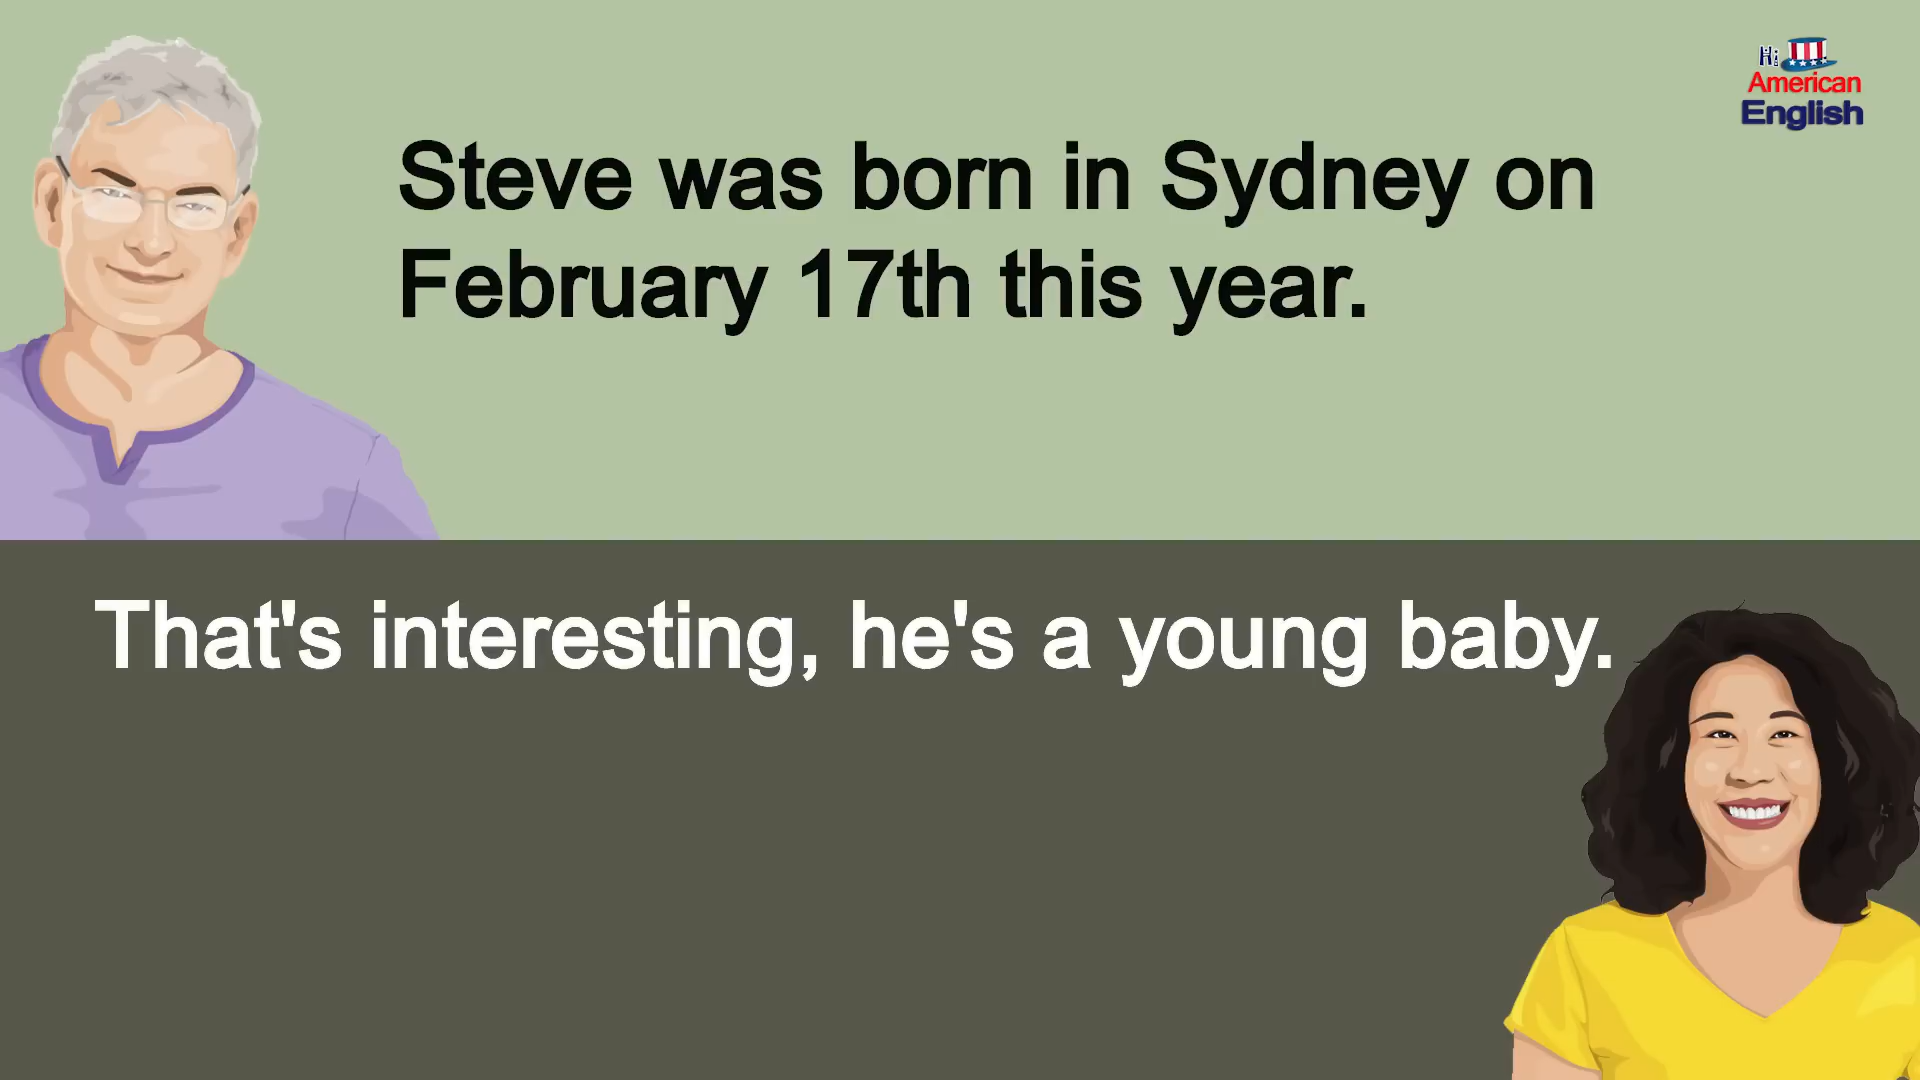 Hi
American
English
Steve was born in Sydney on
February 17th this year.
That's interesting, he's a young baby.